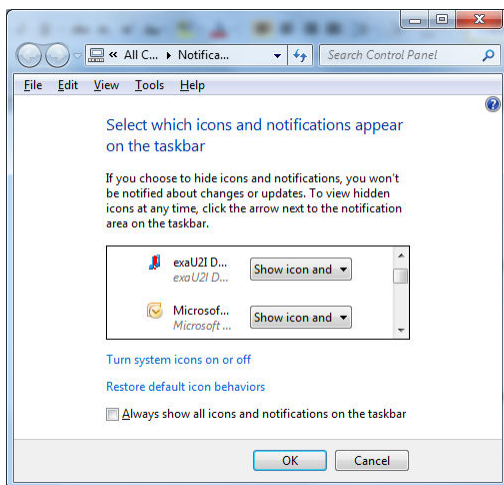 « All C... ▸ Notifica...
Search Control Panel
File Edit View Tools Help
Select which icons and notifications appear
on the taskbar
If you choose to hide icons and notifications, you won't
be notified about changes or updates. To view hidden
icons at any time, click the arrow next to the notification
area on the taskbar.
exaU2I D...
Show icon and
exaU2I D...
Microsof...
Show icon and
Microsoft ...
Turn system icons on or off
Restore default icon behaviors
Always show all icons and notifications on the taskbar
OK Cancel